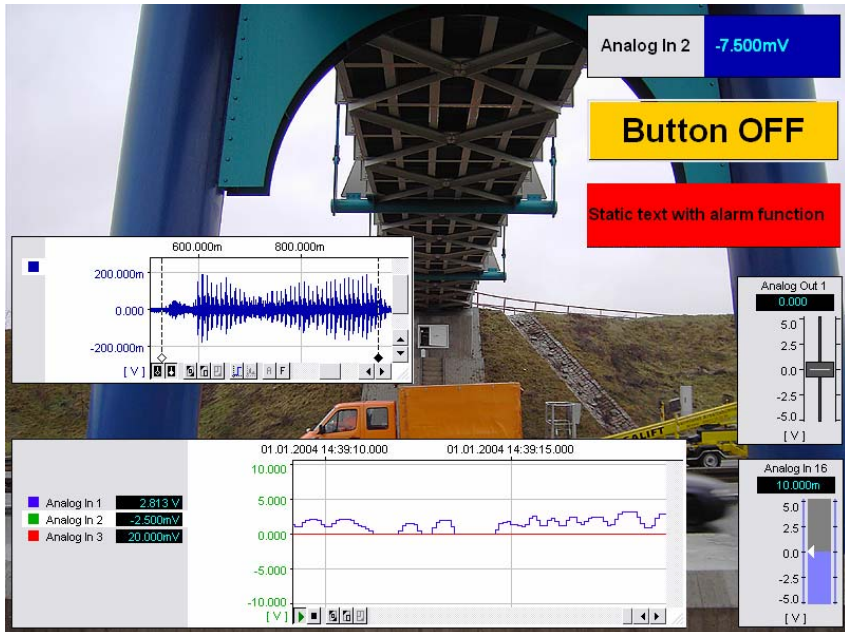 Analog In 2 -7.500mV
Button OFF
Static text with alarm function
600.000m 800.000m
200.000m
0.000
-200.000m
[ V ]
A F
Analog Out 1
0.000
5.0
2.5
0.0
-2.5
-5.0
[ V ]
01.01.2004 14:39:10.000 01.01.2004 14:39:15.000
10.000
5.000
0.000
-5.000
-10.000
[ V ]
Analog In 1 2.813 V
Analog In 2 -2.500mV
Analog In 3 20.000mV
Analog In 16
10.000m
5.0
2.5
0.0
-2.5
-5.0
[ V ]